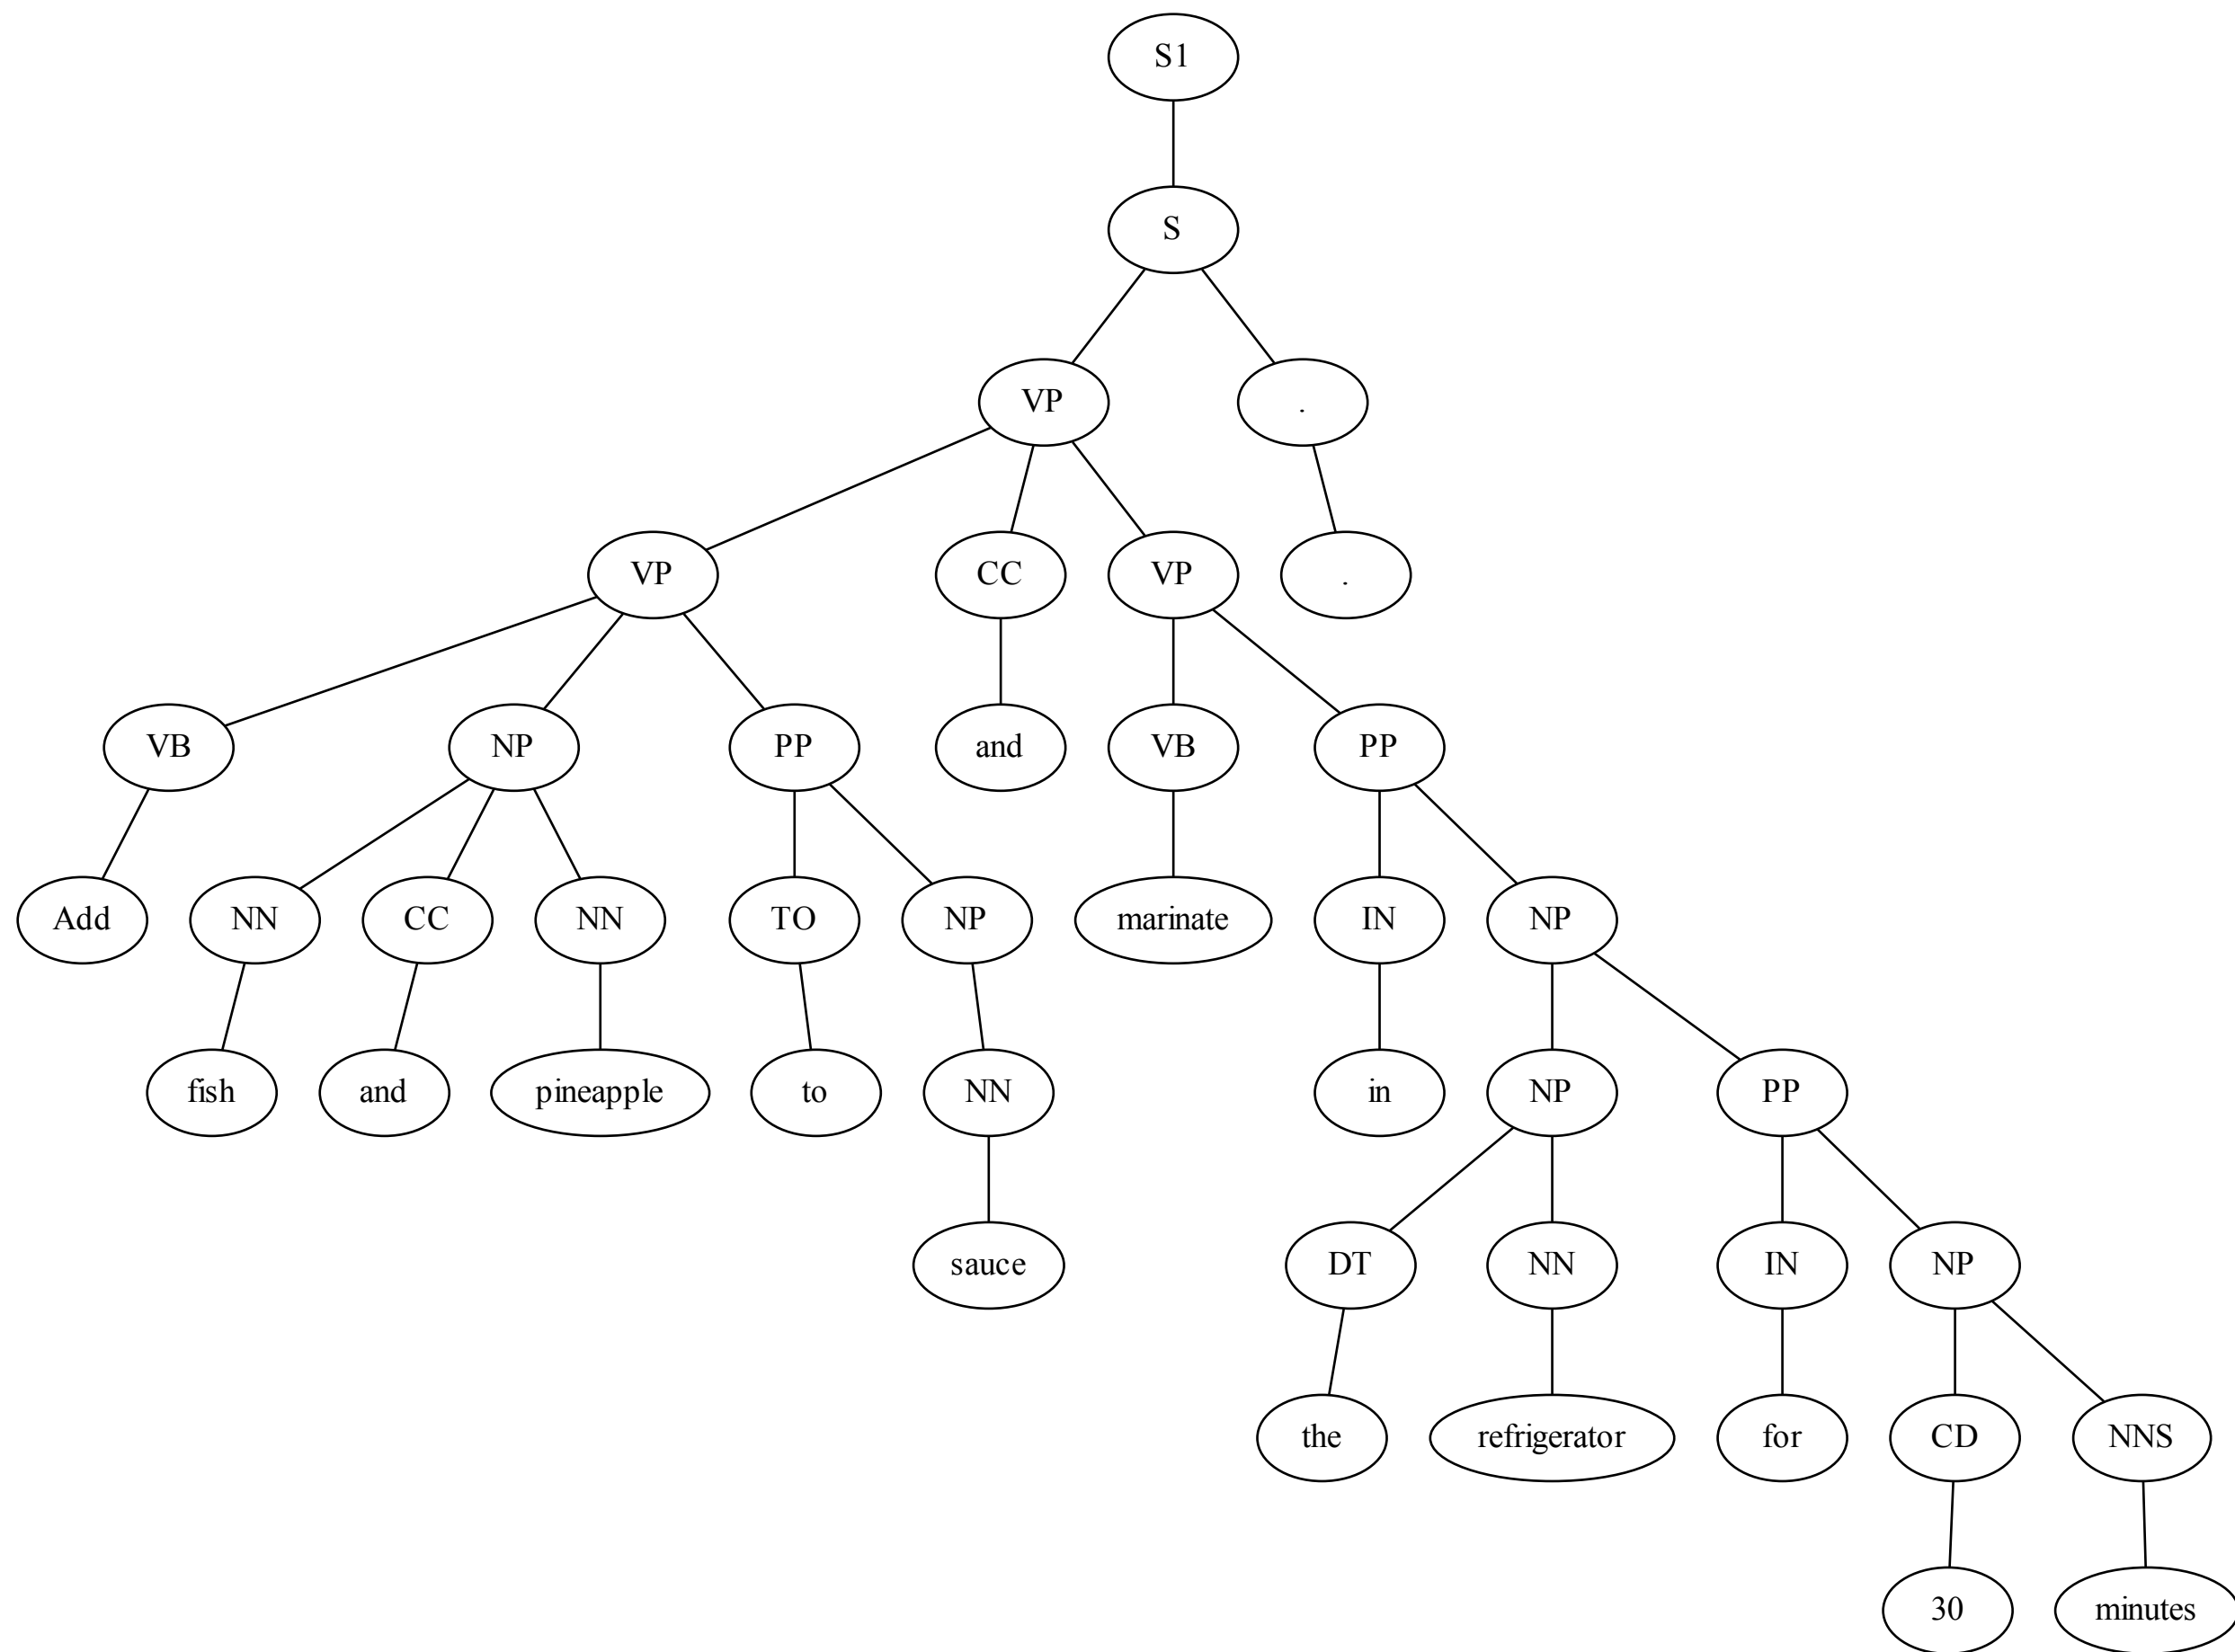 S1
S
VP .
VP CC VP .
VB NP PP and VB PP
Add NN CC NN TO NP marinate IN NP
fish and pineapple to NN in NP PP
sauce DT NN IN NP
the refrigerator for CD NNS
30 minutes